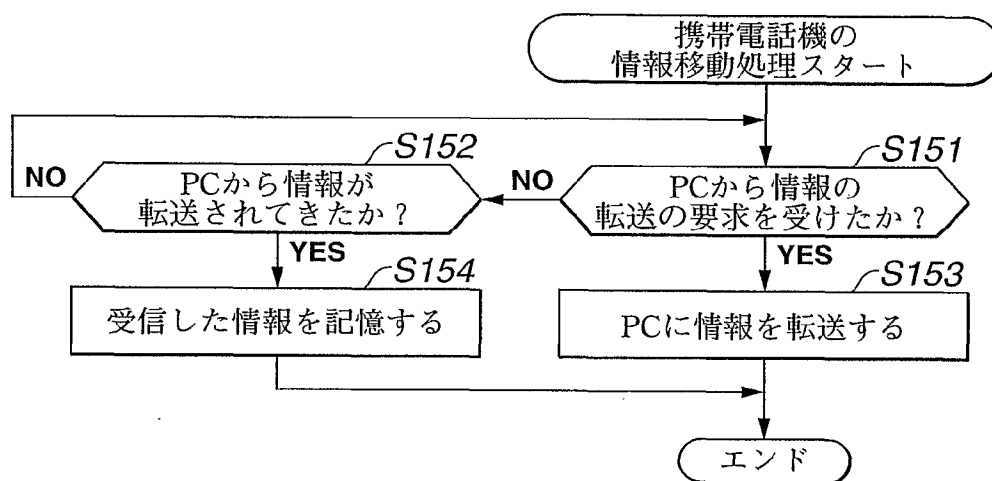 携帯電話機の
情報移動処理スタート
S151
PCから情報の
転送の要求を受けたか？
NO
YES
S152
PCから情報が
転送されてきたか？
NO
YES
S153
PCに情報を転送する
S154
受信した情報を記憶する
エンド